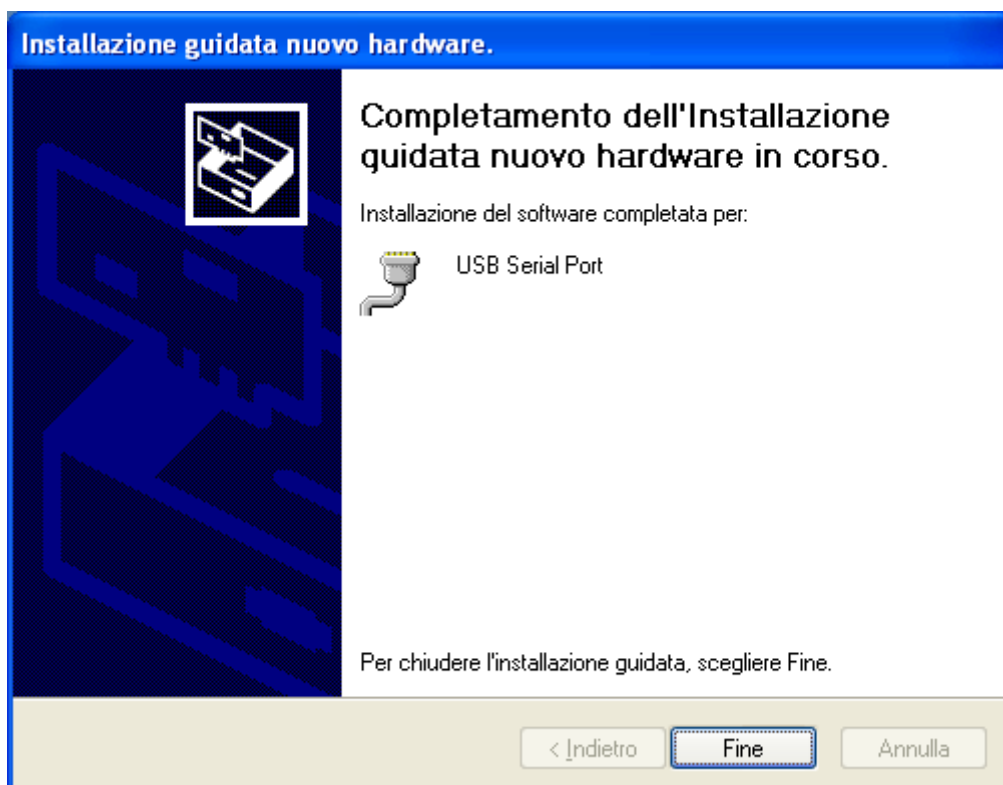 Installazione guidata nuovo hardware.
Completamento dell'Installazione
guidata nuovo hardware in corso.
Installazione del software completata per:
USB Serial Port
Per chiudere l'installazione guidata, scegliere Fine.
< Indietro Fine Annulla